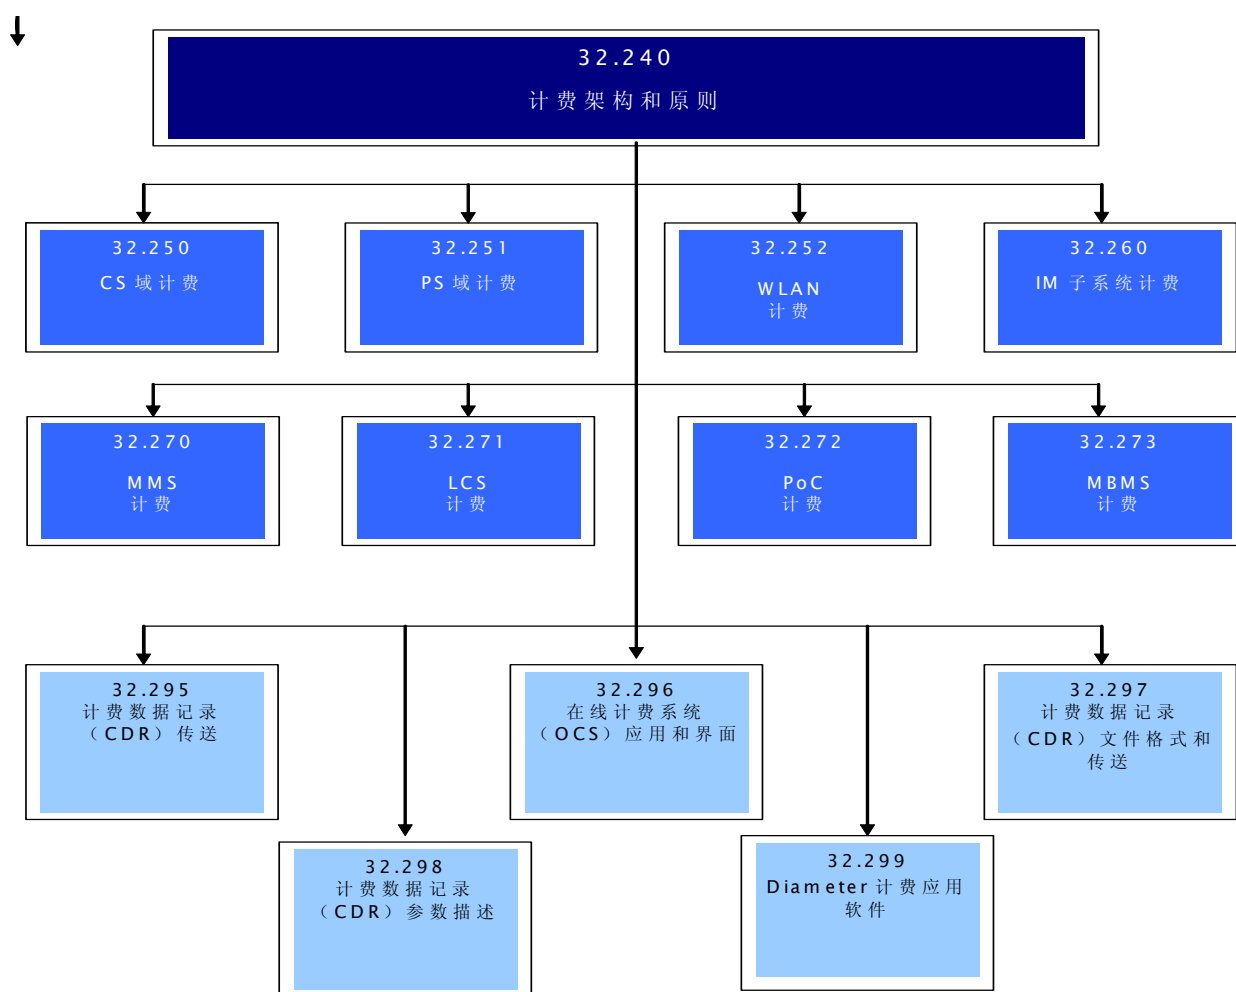 32.240
计费架构和原则
32.250
CS 域计费
32.251
PS 域计费
32.252
WLAN
计费
32.260
IM 子系统计费
32.270
MMS
计费
32.271
LCS
计费
32.272
PoC
计费
32.273
MBMS
计费
32.295
计费数据记录
（CDR）传送
32.296
在线计费系统
（OCS）应用和界面
32.297
计费数据记录
（CDR）文件格式和
传送
32.298
计费数据记录
（CDR）参数描述
32.299
Diameter 计费应用
软件